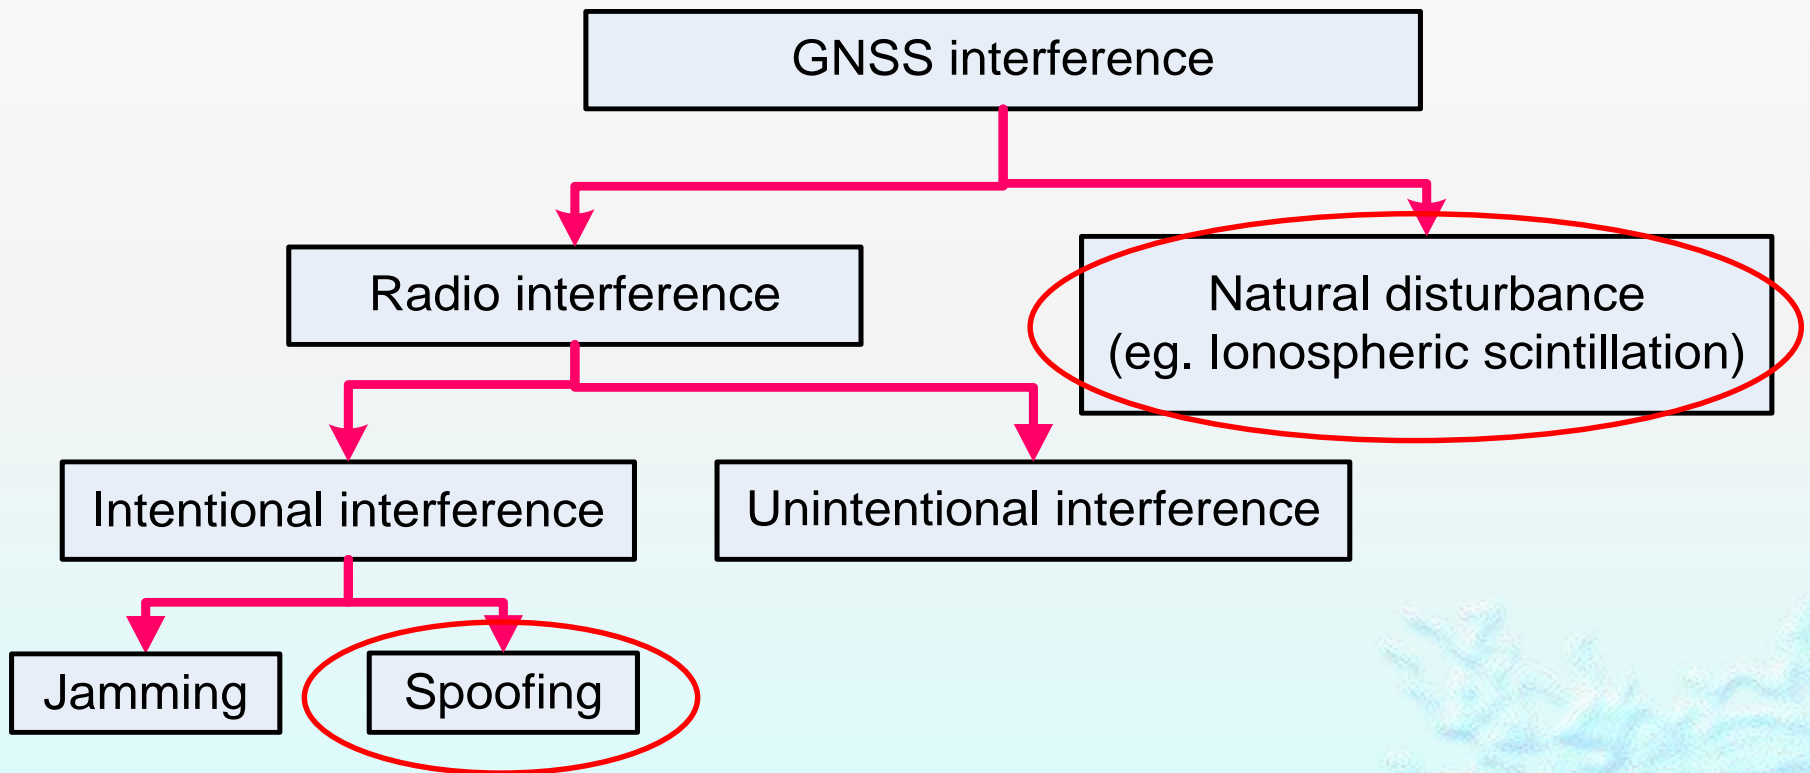 GNSS interference
Radio interference
Natural disturbance
(eg. Ionospheric scintillation)
Intentional interference
Unintentional interference
Jamming
Spoofing